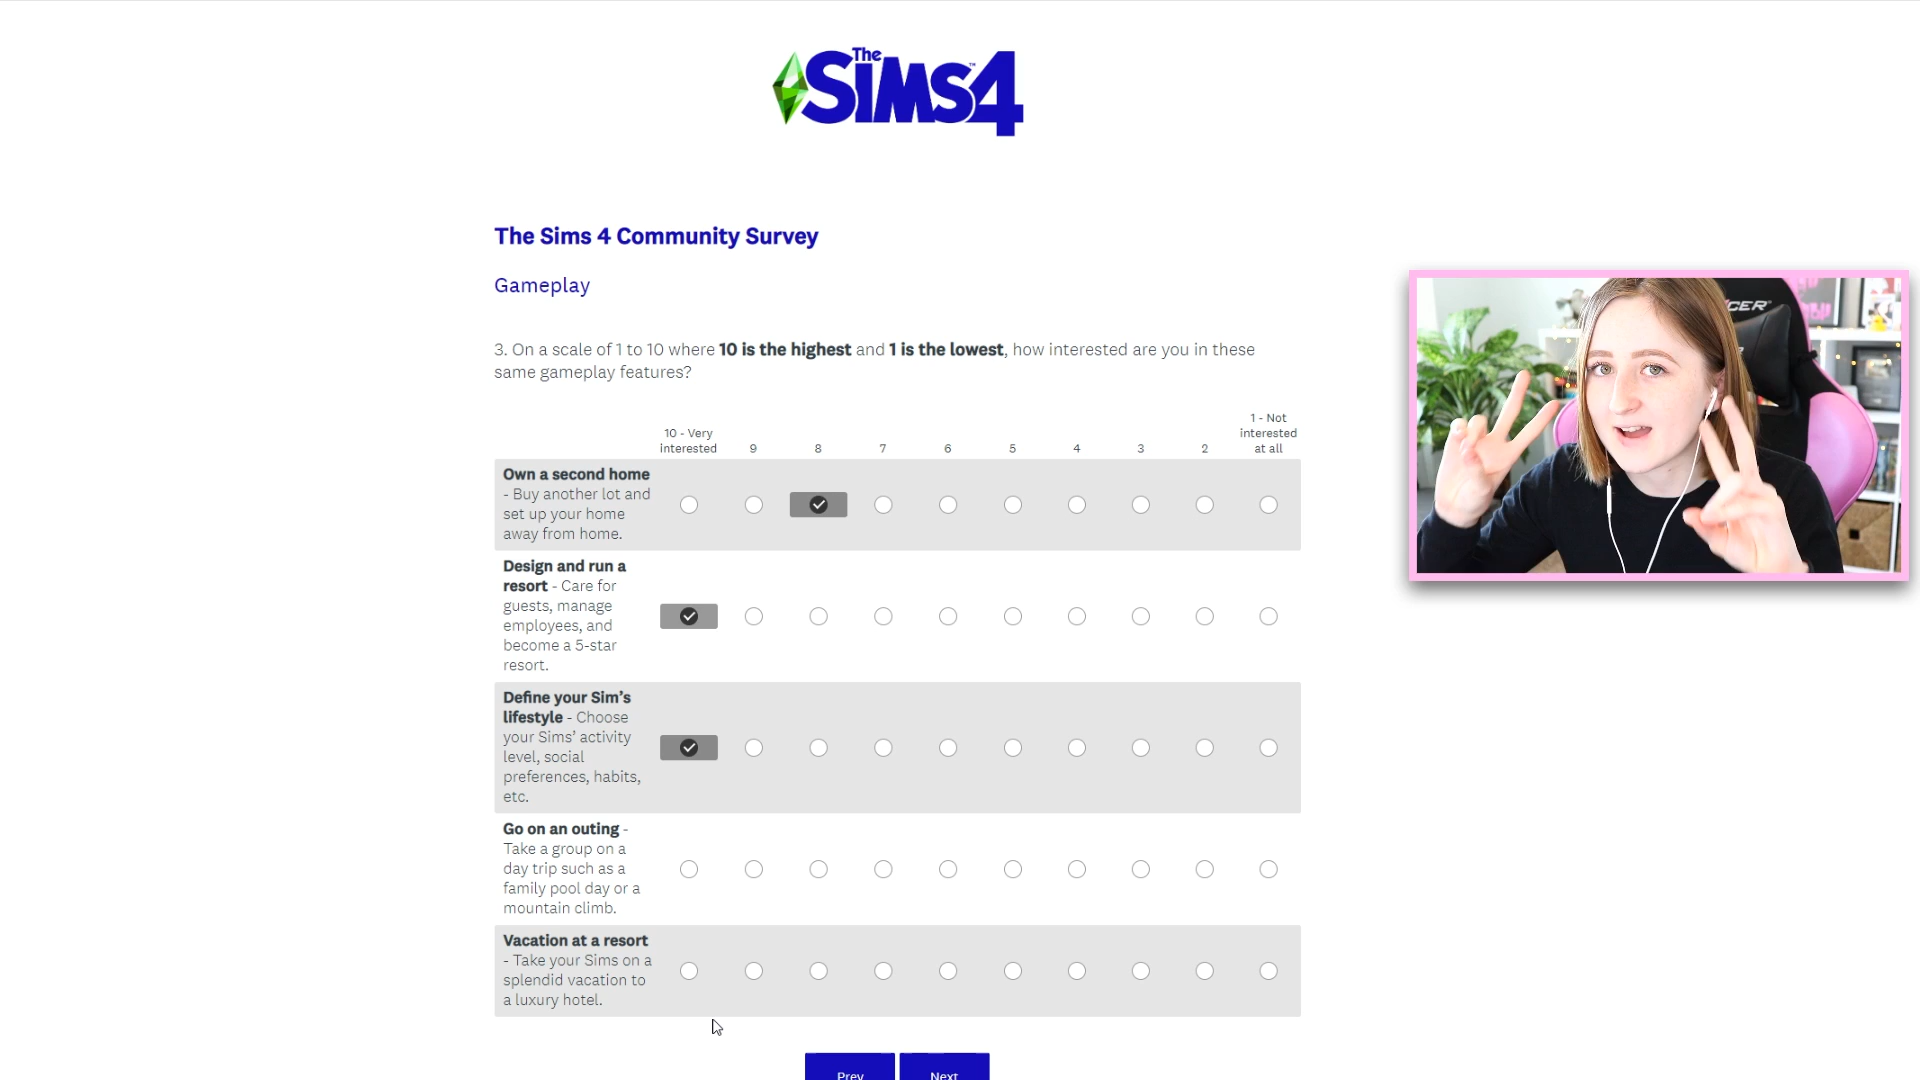 The
SIMS4
The Sims 4 Community Survey
Gameplay
3. On a scale of 1 to 10 where 10 is the highest and 1 is the lowest, how interested are you in these
same gameplay features?
10 - Very
interested
9
8
7
6
5
4
3
2
1 - Not
interested
at all
Own a second home
- Buy another lot and
set up your home
away from home.
Design and run a
resort - Care for
guests, manage
employees, and
become a 5-star
resort.
Define your Sim's
lifestyle - Choose
your Sims' activity
level, social
preferences, habits,
etc.
Go on an outing -
Take a group on a
day trip such as a
family pool day or a
mountain climb.
Vacation at a resort
- Take your Sims on a
splendid vacation to
a luxury hotel.
Prev
Next